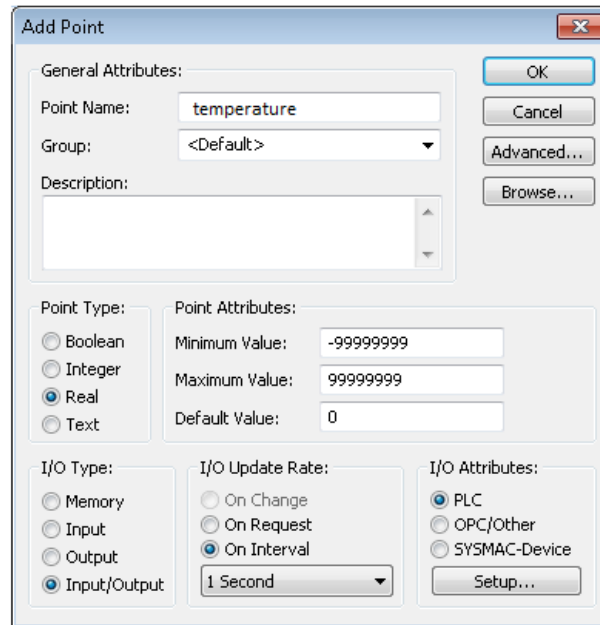 Add Point
General Attributes:
Point Name: temperature
Group: <Default>
Description:
OK
Cancel
Advanced...
Browse...
Point Type:
Boolean
Integer
Real
Text
Point Attributes:
Minimum Value: -99999999
Maximum Value: 99999999
Default Value: 0
I/O Type:
Memory
Input
Output
Input/Output
I/O Update Rate:
On Change
On Request
On Interval
1 Second
I/O Attributes:
PLC
OPC/Other
SYSMAC-Device
Setup...